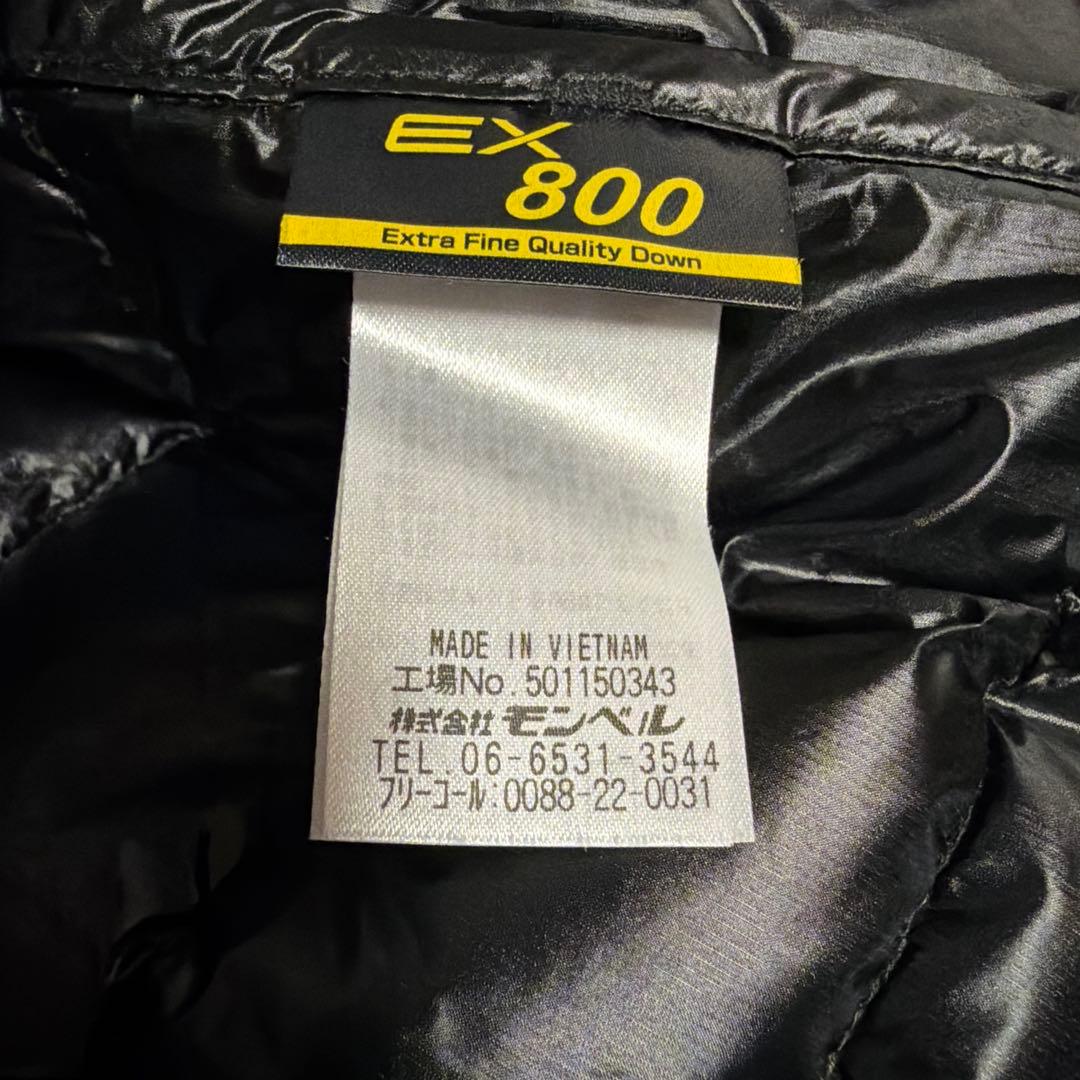 EX
800
Extra Fine Quality Down
MADE IN VIETNAM
工場No.501150343
株式会社 モンベル
TEL.06-6531-3544
フリーコール:0088-22-0031